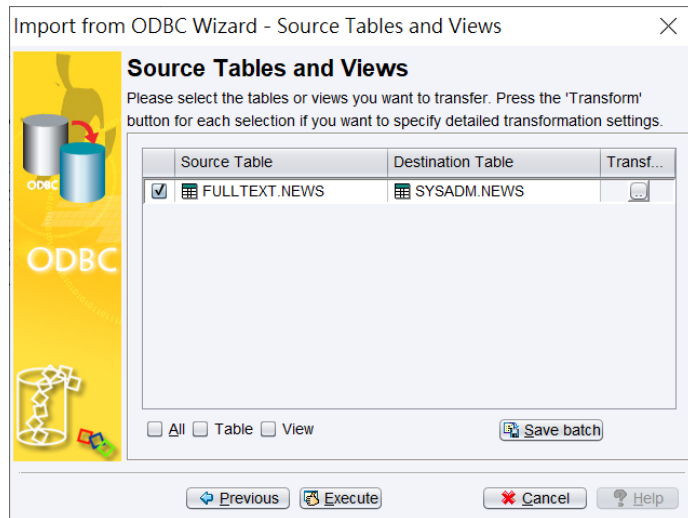 Import from ODBC Wizard - Source Tables and Views
Source Tables and Views
Please select the tables or views you want to transfer. Press the 'Transform'
button for each selection if you want to specify detailed transformation settings.
Source Table Destination Table Transf...
FULLTEXT.NEWS SYSADM.NEWS ...
ODBC
ODBC
All Table View Save batch
Previous Execute Cancel Help